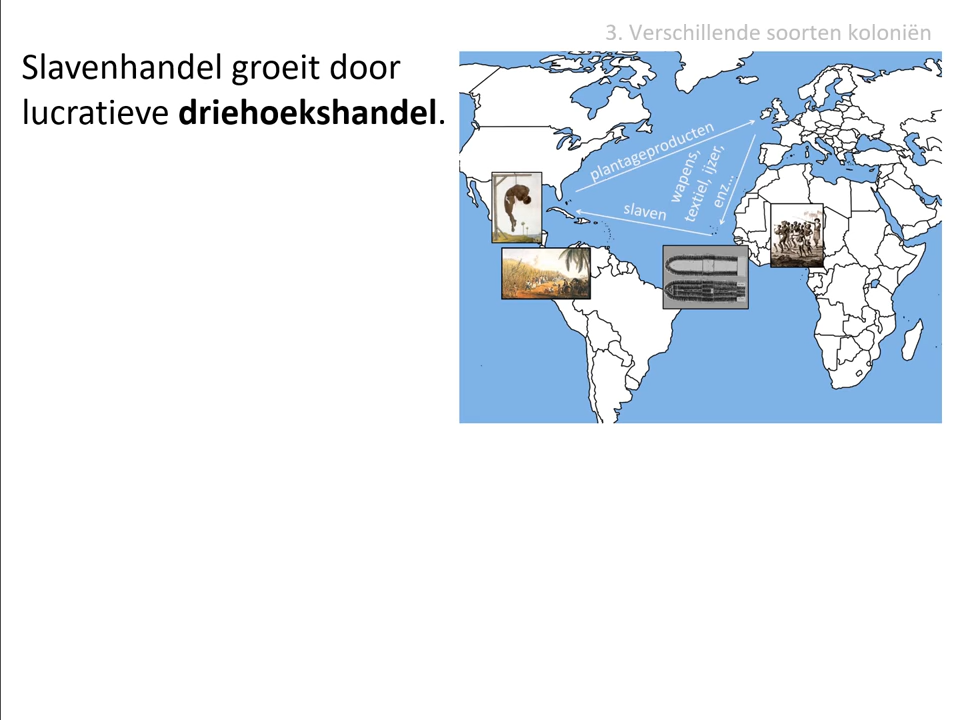 3. Verschillende soorten koloniën
Slavenhandel groeit door
lucratieve driehoekshandel.
plantageproducten
wapens,
textiel, ijzer,
enz...
slaven